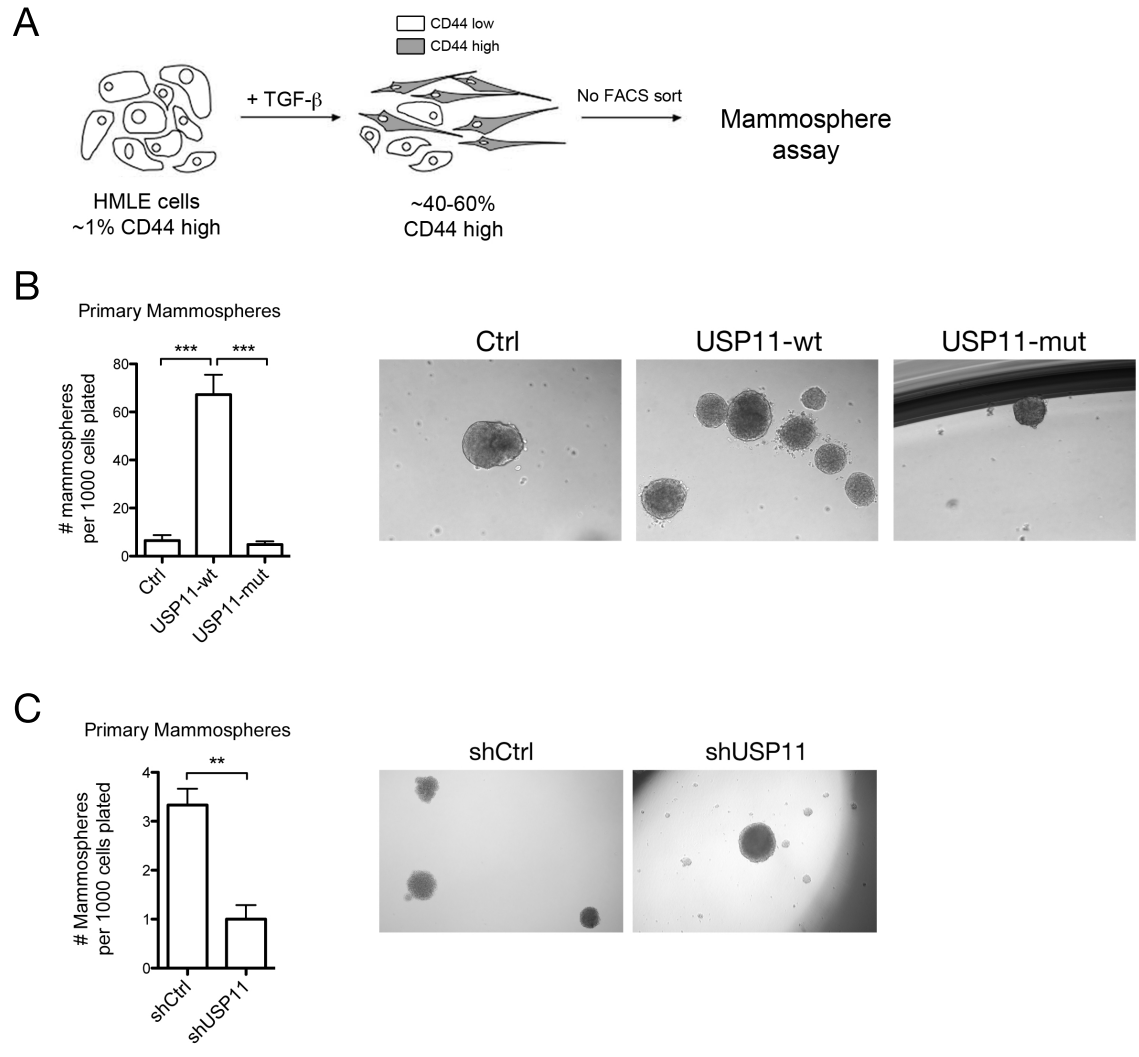 A
CD44 low
CD44 high
+ TGF-β
No FACS sort
Mammosphere
assay
HMLE cells
~1% CD44 high
~40-60%
CD44 high
B
Primary Mammospheres
*** ***
# mammospheres
per 1000 cells plated
80
60
40
20
0
Ctrl
USP11-wt
USP11-mut
Ctrl
USP11-wt
USP11-mut
C
Primary Mammospheres
**
# Mammospheres
per 1000 cells plated
4
3
2
1
0
shCtrl
shUSP11
shCtrl
shUSP11